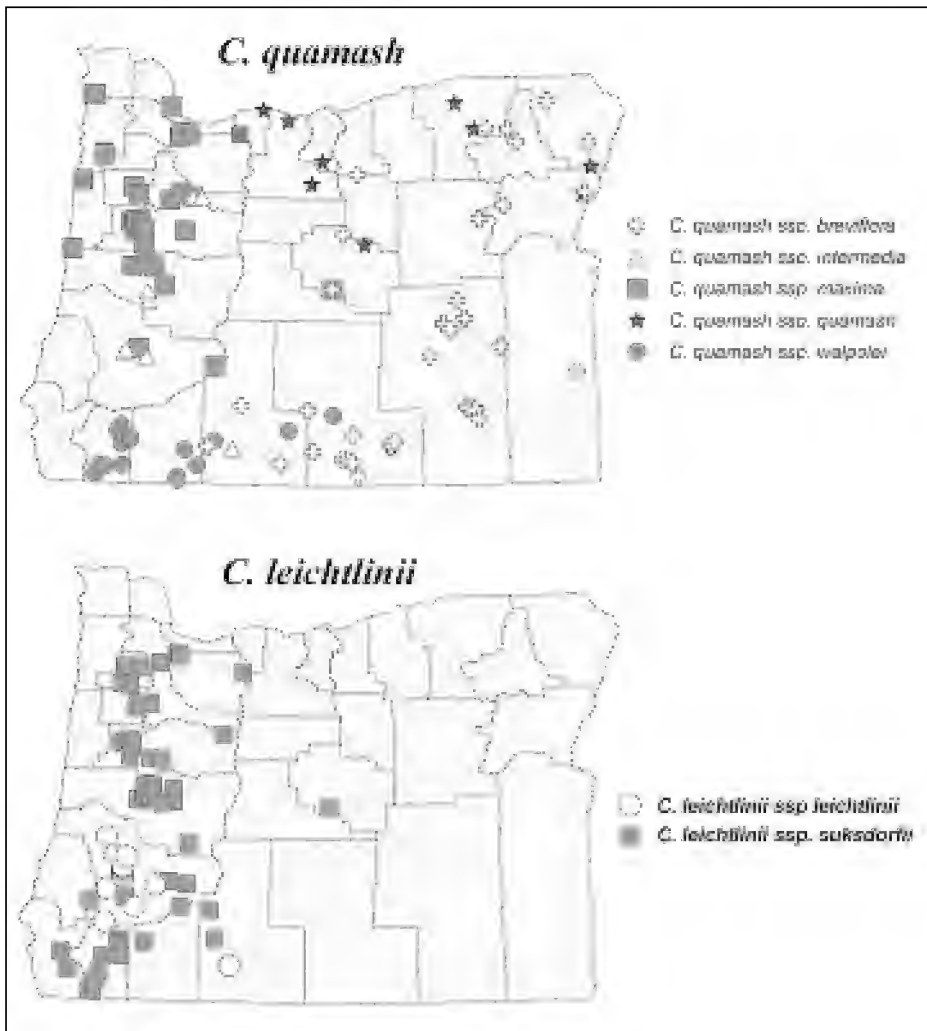 C. quamash
C. quamash ssp. breviflora
C. quamash ssp. intermedia
C. quamash ssp. maxima
C. quamash ssp. quamash
C. quamash ssp. walpolei
C. leichtlinii
C. leichtlinii ssp leichtlinii
C. leichtlinii ssp. suksdorfii